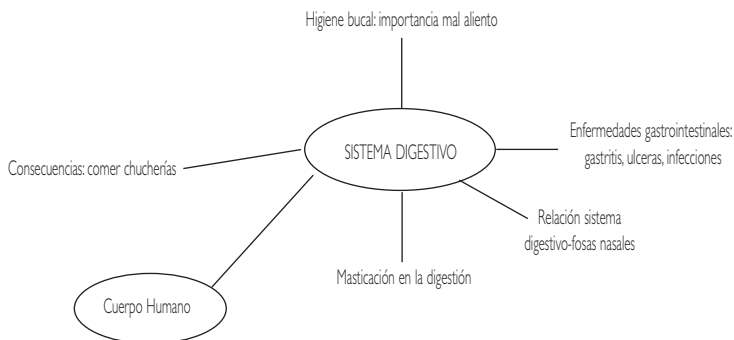 Higiene bucal: importancia mal aliento
SISTEMA DIGESTIVO
Enfermedades gastrointestinales:
gastritis, ulceras, infecciones
Consecuencias: comer chucherías
Relación sistema
digestivo-fosas nasales
Masticación en la digestión
Cuerpo Humano